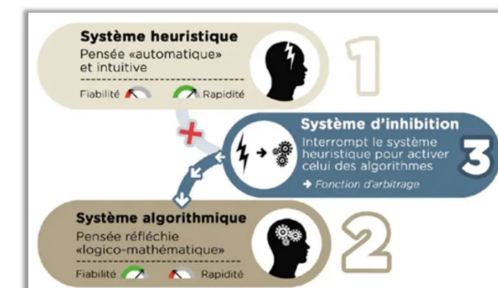 Système heuristique
Pensée «automatique»
et intuitive
Fiabilité Rapidité
1
Système d'inhibition
Interrompt le système
heuristique pour activer
celui des algorithmes
➔ Fonction d'arbitrage
3
Système algorithmique
Pensée réfléchie
«logico-mathématique»
Fiabilité Rapidité
2